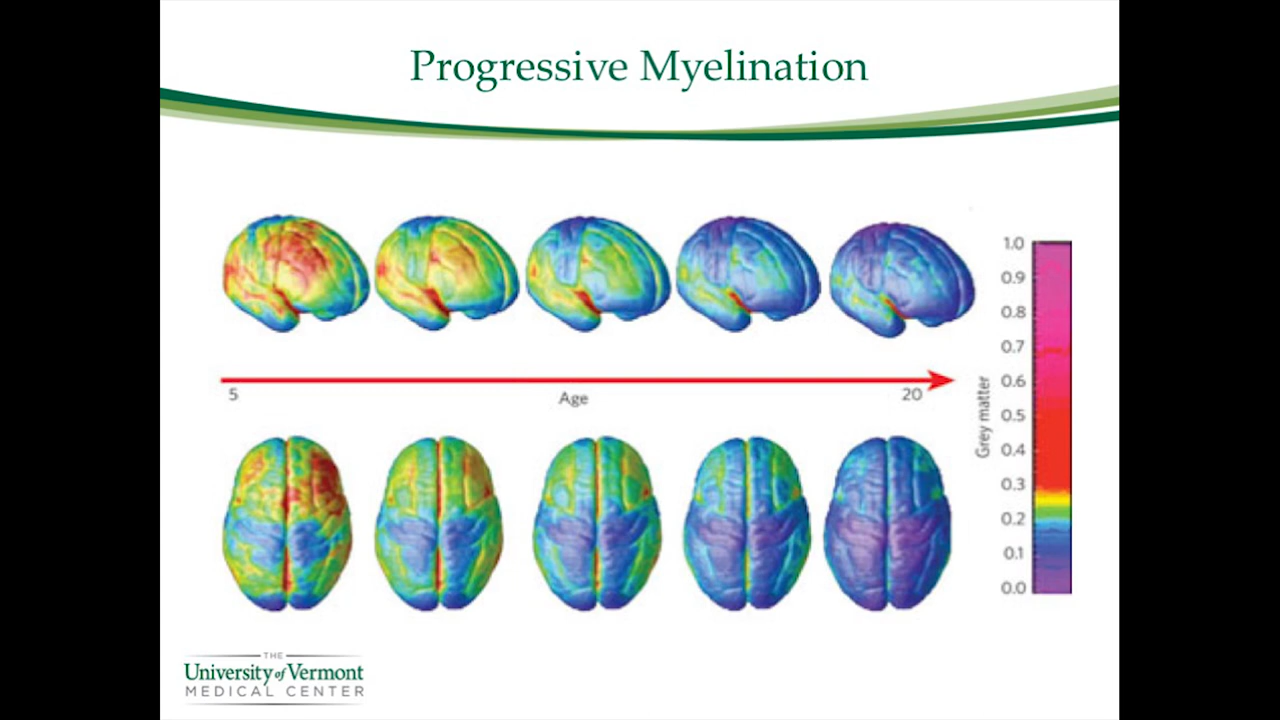 Progressive Myelination
1.0
0.9
0.8
0.7
0.6
0.5
0.4
0.3
0.2
0.1
0.0
Grey matter
5
Age
20
THE
University of Vermont
MEDICAL CENTER